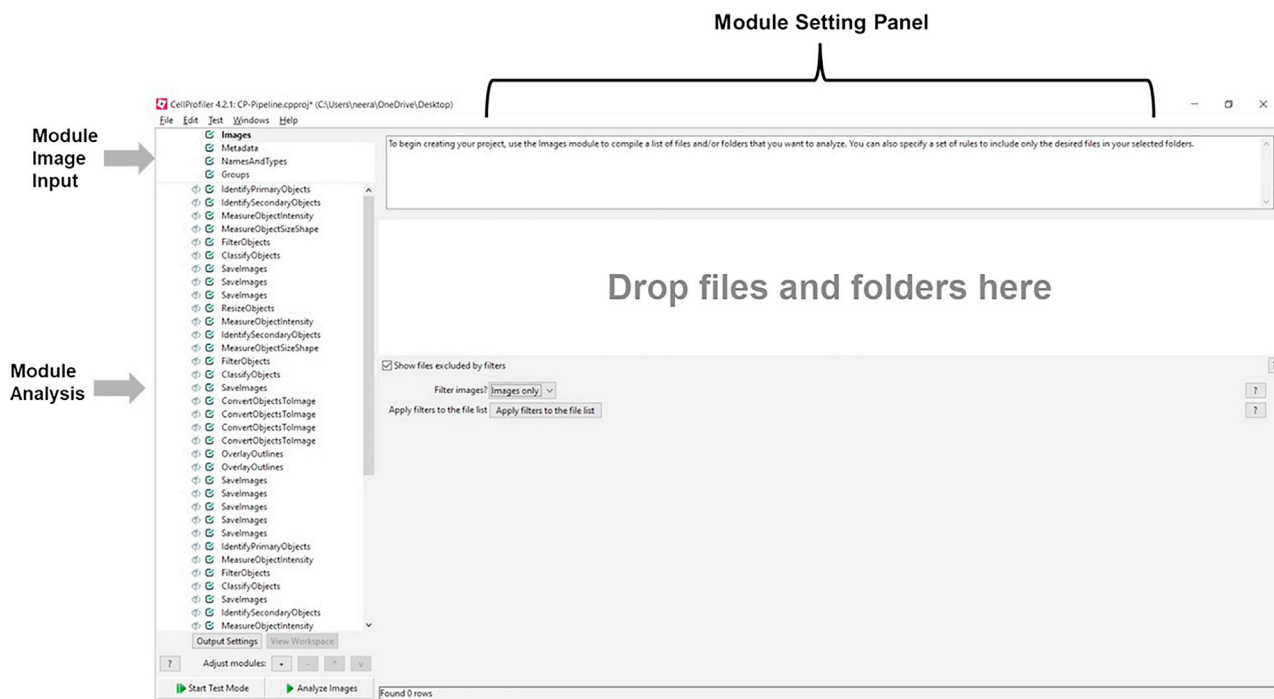 Module Setting Panel
CellProfiler 4.2.1: CP-Pipeline.cpproj* (C:\Users\neera\OneDrive\Desktop)
File Edit Test Windows Help
Module
Image
Input
Images
Metadata
NamesAndTypes
Groups
To begin creating your project, use the Images module to compile a list of files and/or folders that you want to analyze. You can also specify a set of rules to include only the desired files in your selected folders.
IdentifyPrimaryObjects
IdentifySecondaryObjects
MeasureObjectIntensity
MeasureObjectSizeShape
FilterObjects
ClassifyObjects
SaveImages
SaveImages
SaveImages
ResizeObjects
MeasureObjectIntensity
IdentifySecondaryObjects
MeasureObjectSizeShape
FilterObjects
ClassifyObjects
SaveImages
ConvertObjectsToImage
ConvertObjectsToImage
ConvertObjectsToImage
ConvertObjectsToImage
OverlayOutlines
OverlayOutlines
SaveImages
SaveImages
SaveImages
SaveImages
SaveImages
IdentifyPrimaryObjects
MeasureObjectIntensity
FilterObjects
ClassifyObjects
SaveImages
IdentifySecondaryObjects
MeasureObjectIntensity
Module
Analysis
Drop files and folders here
Show files excluded by filters
?
Filter images? Images only ?
Apply filters to the file list Apply filters to the file list ?
Output Settings View Workspace
? Adjust modules: + - ^ v
Start Test Mode Analyze Images
Found 0 rows